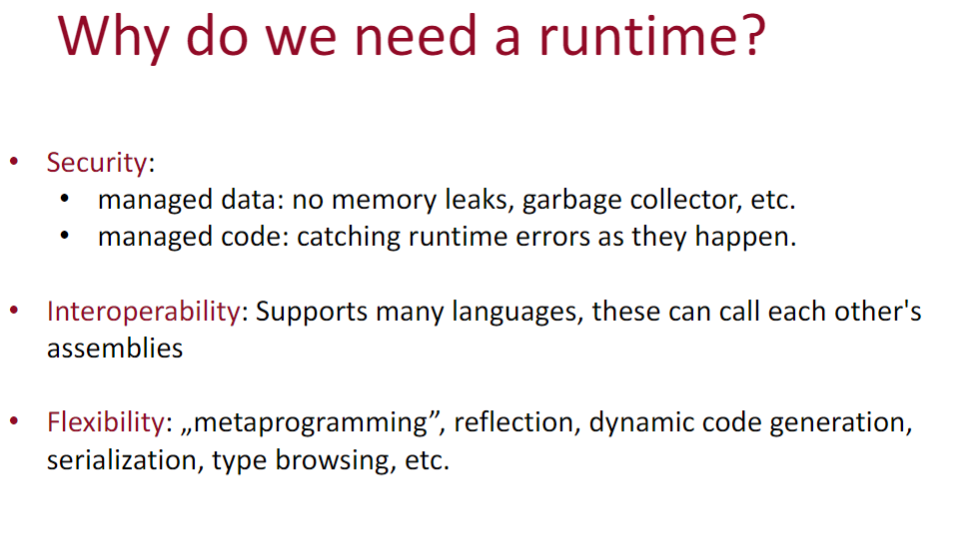 Why do we need a runtime?
• Security:
• managed data: no memory leaks, garbage collector, etc.
• managed code: catching runtime errors as they happen.
• Interoperability: Supports many languages, these can call each other's
assemblies
• Flexibility: „metaprogramming”, reflection, dynamic code generation,
serialization, type browsing, etc.